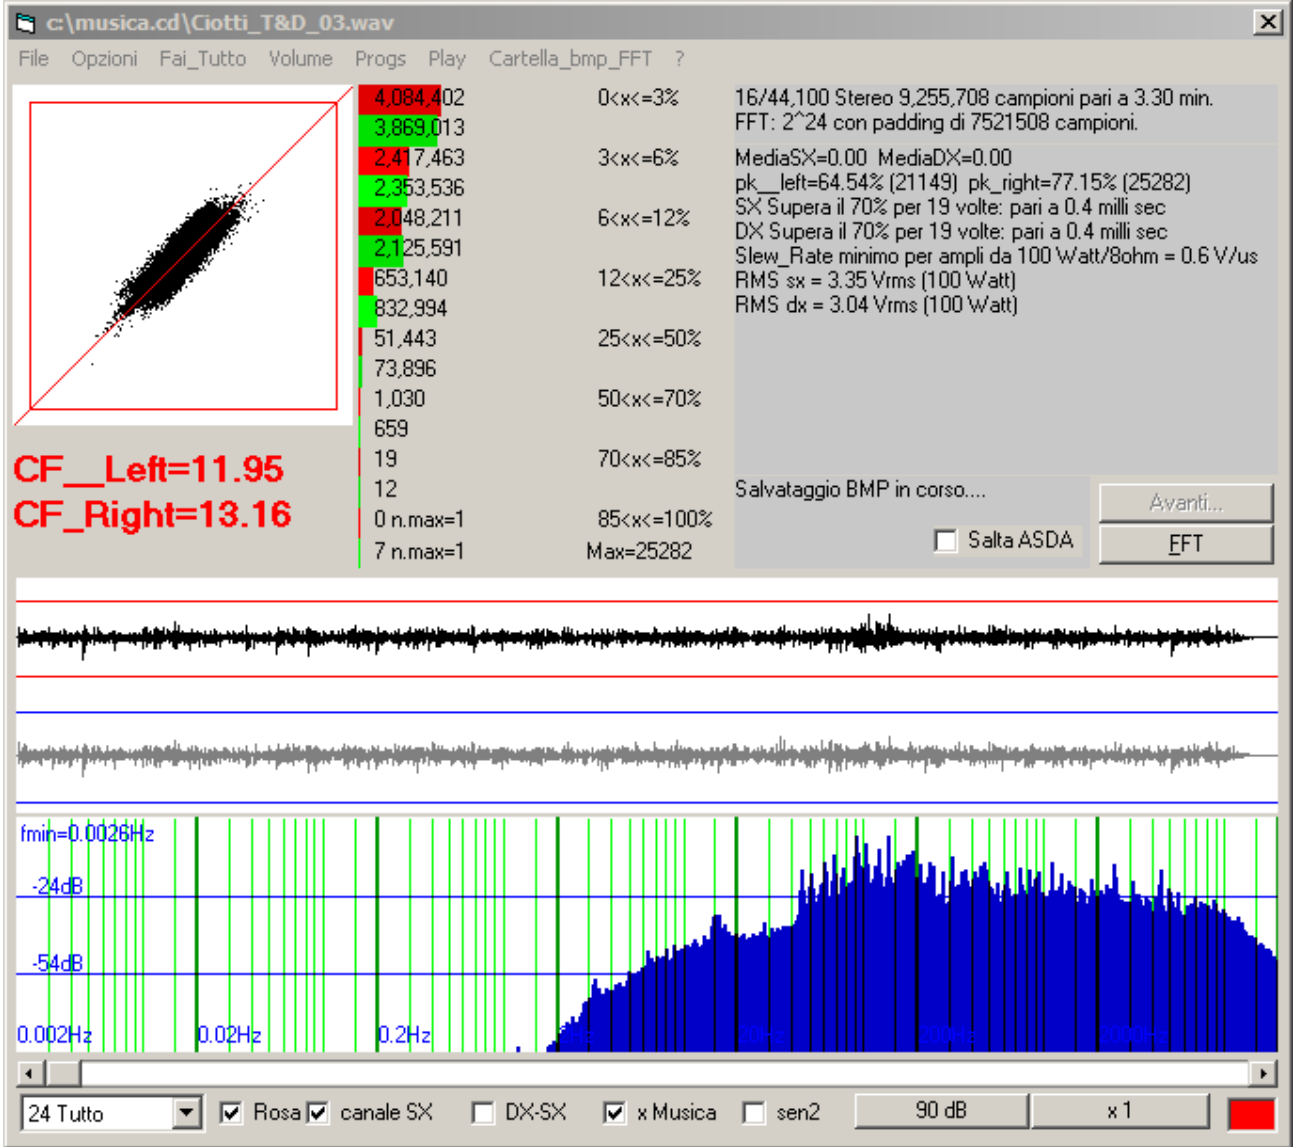 c:\musica.cd\Ciotti_T&D_03.wav
File Opzioni Fai_Tutto Volume Progs Play Cartella_bmp_FFT ?
4,084,402 0<x<=3%
3,869,013
2,417,463 3<x<=6%
2,353,536
2,048,211 6<x<=12%
2,125,591
653,140 12<x<=25%
832,994
51,443 25<x<=50%
73,896
1,030 50<x<=70%
659
19 70<x<=85%
12
0 n.max=1 85<x<=100%
7 n.max=1 Max=25282
16/44,100 Stereo 9,255,708 campioni pari a 3.30 min.
FFT: 2^24 con padding di 7521508 campioni.
MediaSX=0.00 MediaDX=0.00
pk__left=64.54% (21149) pk_right=77.15% (25282)
SX Supera il 70% per 19 volte: pari a 0.4 milli sec
DX Supera il 70% per 19 volte: pari a 0.4 milli sec
Slew_Rate minimo per ampli da 100 Watt/8ohm = 0.6 V/us
RMS sx = 3.35 Vrms (100 Watt)
RMS dx = 3.04 Vrms (100 Watt)
CF__Left=11.95
CF_Right=13.16
Salvataggio BMP in corso....
Avanti...
Salta ASDA
FFT
fmin=0.0026Hz
-24dB
-54dB
0.002Hz 0.02Hz 0.2Hz 2Hz 20Hz 200Hz 2000Hz
24 Tutto Rosa canale SX DX-SX x Musica sen2 90 dB x 1